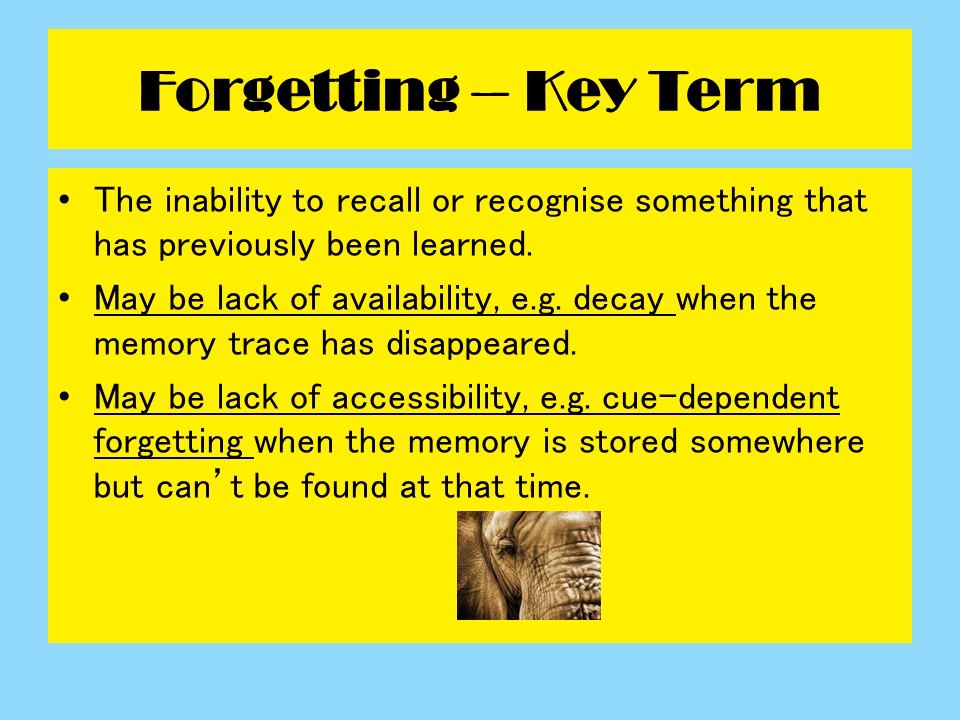 Forgetting – Key Term
• The inability to recall or recognise something that
has previously been learned.
• May be lack of availability, e.g. decay when the
memory trace has disappeared.
• May be lack of accessibility, e.g. cue-dependent
forgetting when the memory is stored somewhere
but can’t be found at that time.